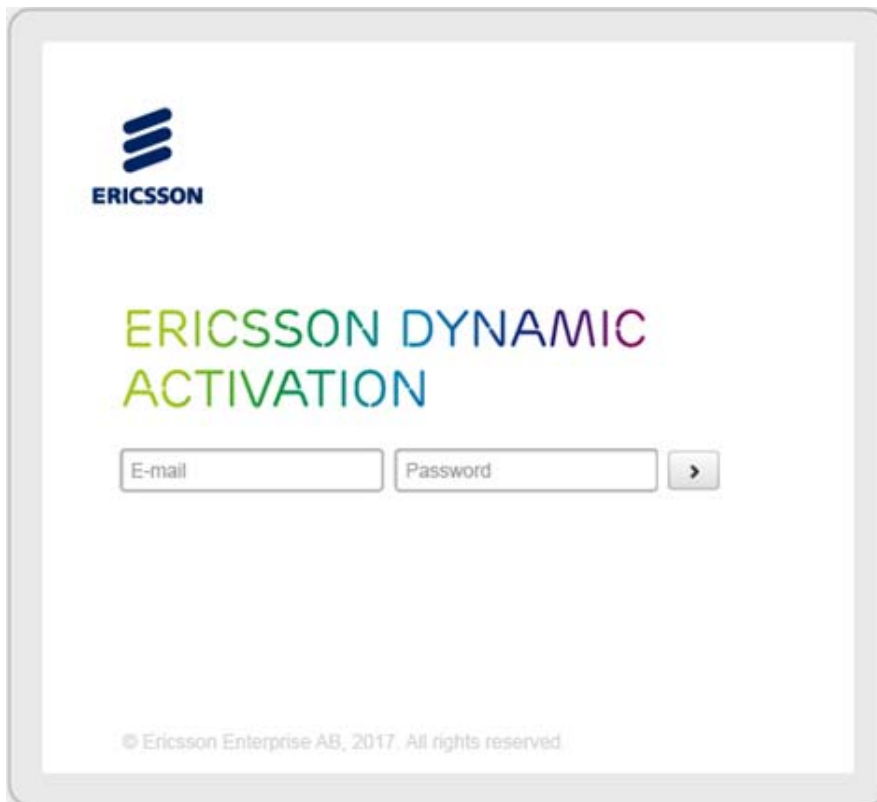 ERICSSON
ERICSSON DYNAMIC
ACTIVATION
E-mail Password
© Ericsson Enterprise AB, 2017. All rights reserved.